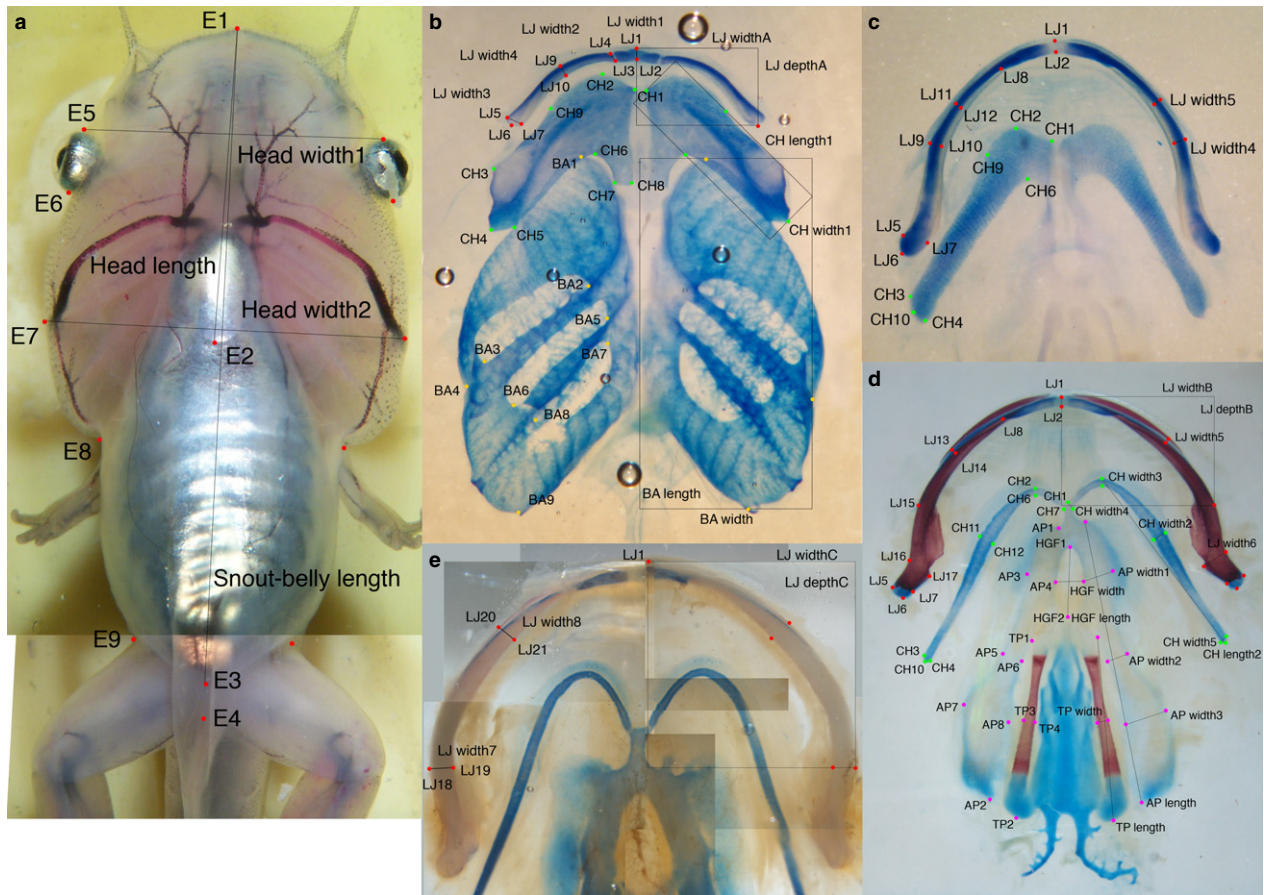 a
E1
E5
Head width1
E6
Head length
Head width2
E7
E2
E8
Snout-belly length
E9
E3
E4
b
LJ width1
LJ width2
LJ4
LJ1
LJ widthA
LJ width4
LJ9
LJ3
LJ2
LJ depthA
LJ10
CH2
LJ width3
CH1
LJ5
CH9
LJ6
LJ7
CH length1
BA1
CH6
CH3
CH7
CH8
CH4
CH5
CH width1
BA2
BA5
BA3
BA7
BA4
BA6
BA8
BA length
BA9
BA width
c
LJ1
LJ2
LJ8
LJ11
LJ12
CH2
CH1
LJ width5
LJ9
LJ10
LJ width4
CH9
CH6
LJ5
LJ7
LJ6
CH3
CH10
CH4
d
LJ1
LJ widthB
LJ2
LJ8
LJ depthB
LJ13
LJ width5
LJ14
LJ15
CH2
CH width3
CH6
CH1
CH7
CH width4
CH11
AP1
CH width2
CH12
HGF1
LJ16
LJ width6
LJ5
LJ17
AP3
AP4
AP width1
LJ6
LJ7
HGF width
HGF2
HGF length
TP1
CH width5
CH3
AP5
AP width2
CH length2
CH10
CH4
AP6
AP7
TP3
TP width
AP width3
AP8
TP4
AP2
AP length
TP2
TP length
e
LJ1
LJ widthC
LJ depthC
LJ20
LJ width8
LJ21
LJ width7
LJ18
LJ19